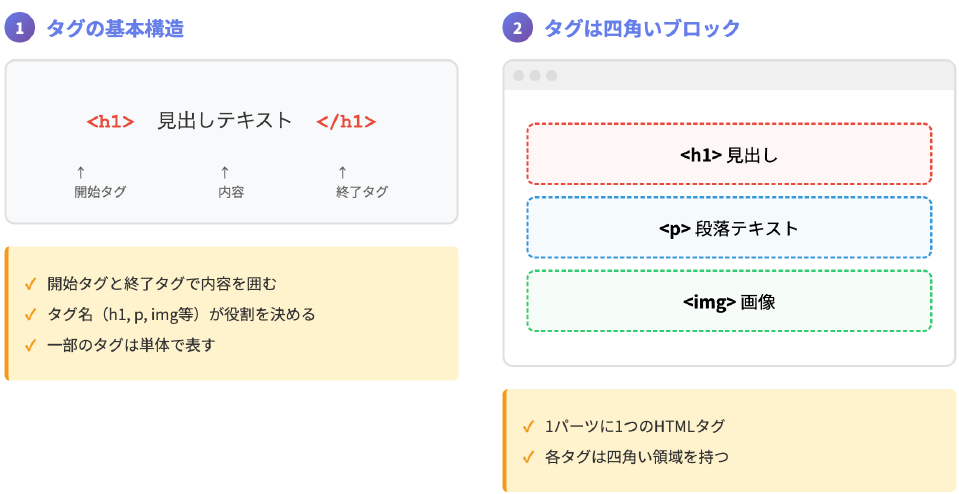 1 タグの基本構造
<h1> 見出しテキスト </h1>
↑ ↑ ↑
開始タグ 内容 終了タグ
✓ 開始タグと終了タグで内容を囲む
✓ タグ名（h1, p, img等）が役割を決める
✓ 一部のタグは単体で表す
2 タグは四角いブロック
<h1> 見出し
<p> 段落テキスト
<img> 画像
✓ 1パーツに1つのHTMLタグ
✓ 各タグは四角い領域を持つ